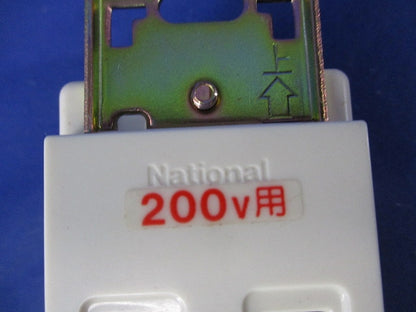 上
National
200v用